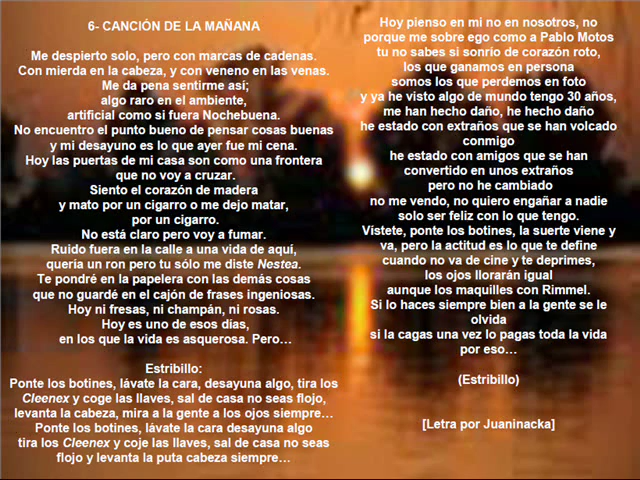 6- CANCIÓN DE LA MAÑANA
Me despierto solo, pero con marcas de cadenas.
Con mierda en la cabeza, y con veneno en las venas.
Me da pena sentirme así;
algo raro en el ambiente,
artificial como si fuera Nochebuena.
No encuentro el punto bueno de pensar cosas buenas
y mi desayuno es lo que ayer fue mi cena.
Hoy las puertas de mi casa son como una frontera
que no voy a cruzar.
Siento el corazón de madera
y mato por un cigarro o me dejo matar,
por un cigarro.
No está claro pero voy a fumar.
Ruido fuera en la calle a una vida de aquí,
quería un ron pero tu sólo me diste Nestea.
Te pondré en la papelera con las demás cosas
que no guardé en el cajón de frases ingeniosas.
Hoy ni fresas, ni champán, ni rosas.
Hoy es uno de esos días,
en los que la vida es asquerosa. Pero…
Estribillo:
Ponte los botines, lávate la cara, desayuna algo, tira los
Cleenex y coge las llaves, sal de casa no seas flojo,
levanta la cabeza, mira a la gente a los ojos siempre…
Ponte los botines, lávate la cara desayuna algo
tira los Cleenex y coje las llaves, sal de casa no seas
flojo y levanta la puta cabeza siempre…
Hoy pienso en mi no en nosotros, no
porque me sobre ego como a Pablo Motos
tu no sabes si sonrío de corazón roto,
los que ganamos en persona
somos los que perdemos en foto
y ya he visto algo de mundo tengo 30 años,
me han hecho daño, he hecho daño
he estado con extraños que se han volcado
conmigo
he estado con amigos que se han
convertido en unos extraños
pero no he cambiado
no me vendo, no quiero engañar a nadie
solo ser feliz con lo que tengo.
Vístete, ponte los botines, la suerte viene y
va, pero la actitud es lo que te define
cuando no va de cine y te deprimes,
los ojos llorarán igual
aunque los maquilles con Rimmel.
Si lo haces siempre bien a la gente se le
olvida
si la cagas una vez lo pagas toda la vida
por eso…
(Estribillo)
[Letra por Juaninacka]